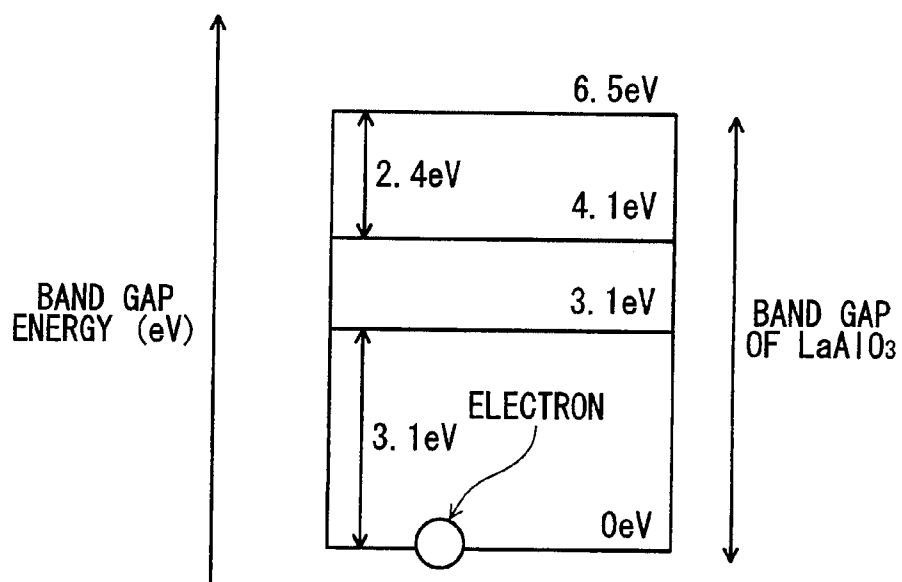 6.5eV
2.4eV
4.1eV
BAND GAP
ENERGY (eV)
3.1eV
BAND GAP
OF LaAlO3
ELECTRON
3.1eV
0eV